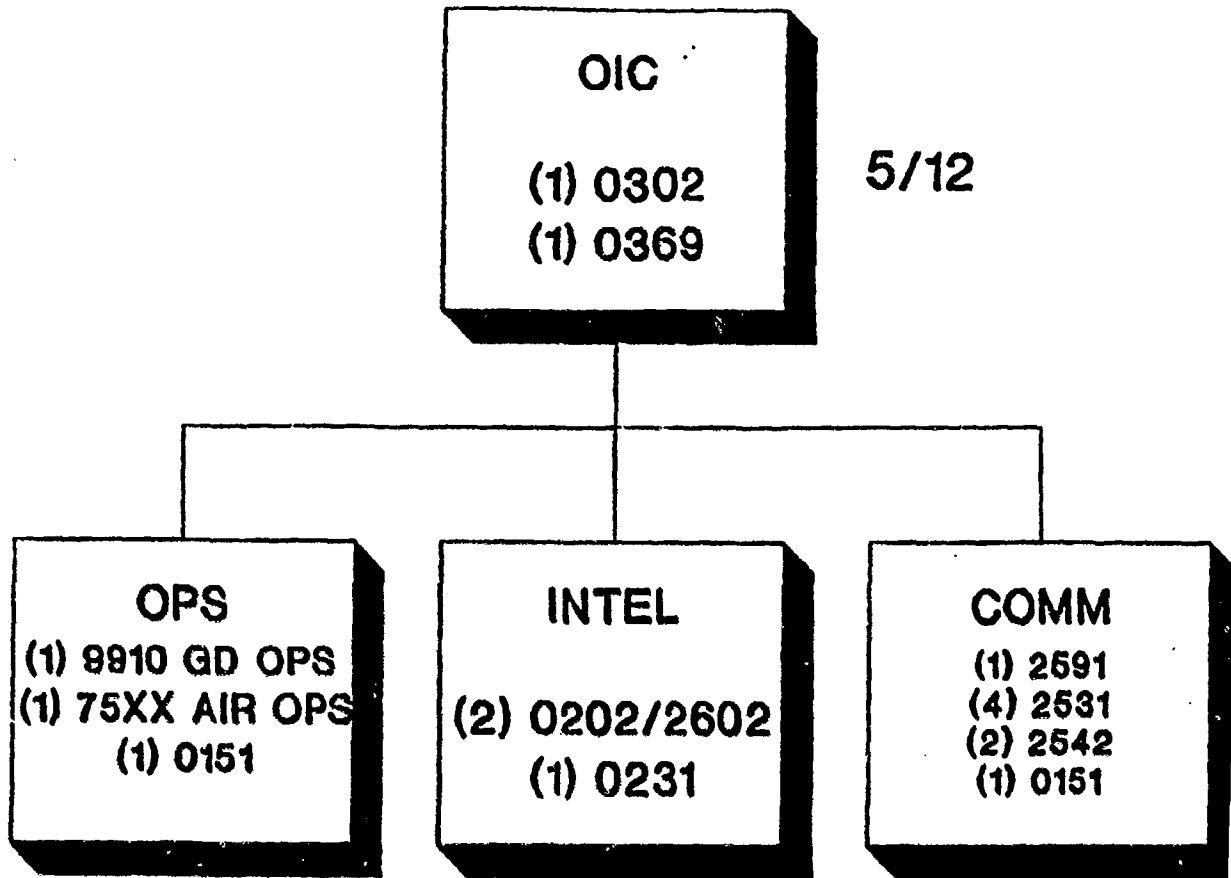 OIC
(1) 0302
(1) 0369
5/12
OPS
(1) 9910 GD OPS
(1) 75XX AIR OPS
(1) 0151
INTEL
(2) 0202/2602
(1) 0231
COMM
(1) 2591
(4) 2531
(2) 2542
(1) 0151